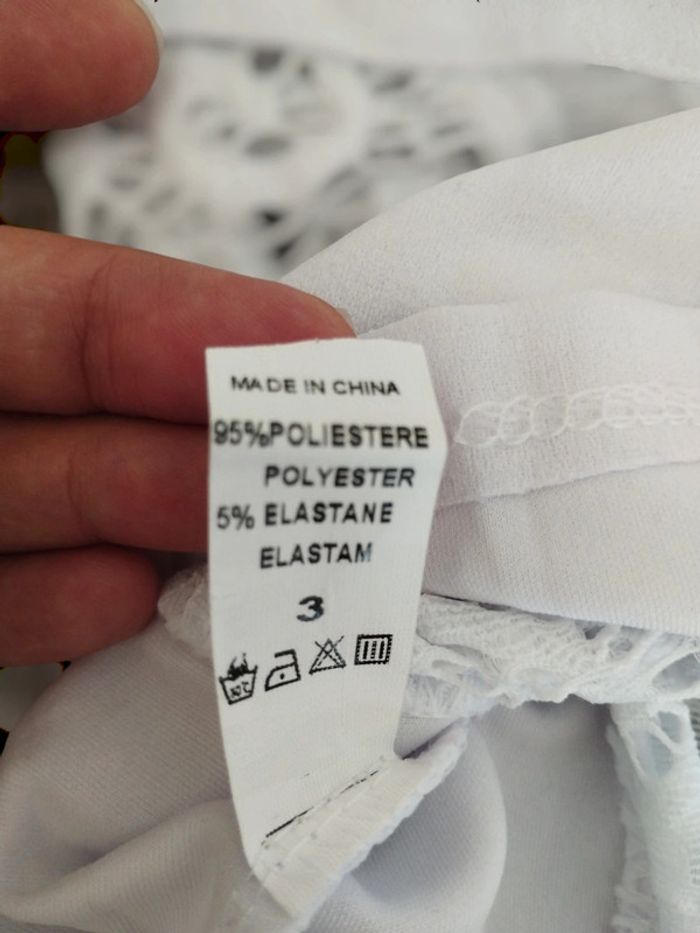 MADE IN CHINA
95%POLIESTERE
POLYESTER
5% ELASTANE
ELASTAM
3